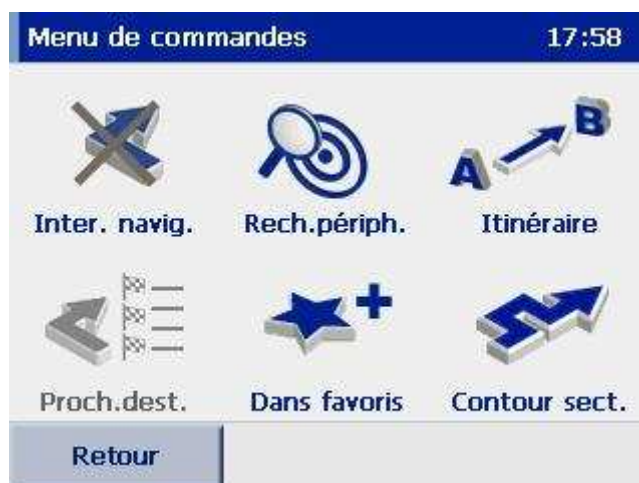 Menu de commandes 17:58
Inter. navig. Rech.périph. Itinéraire
A B
Proch.dest. Dans favoris Contour sect.
Retour